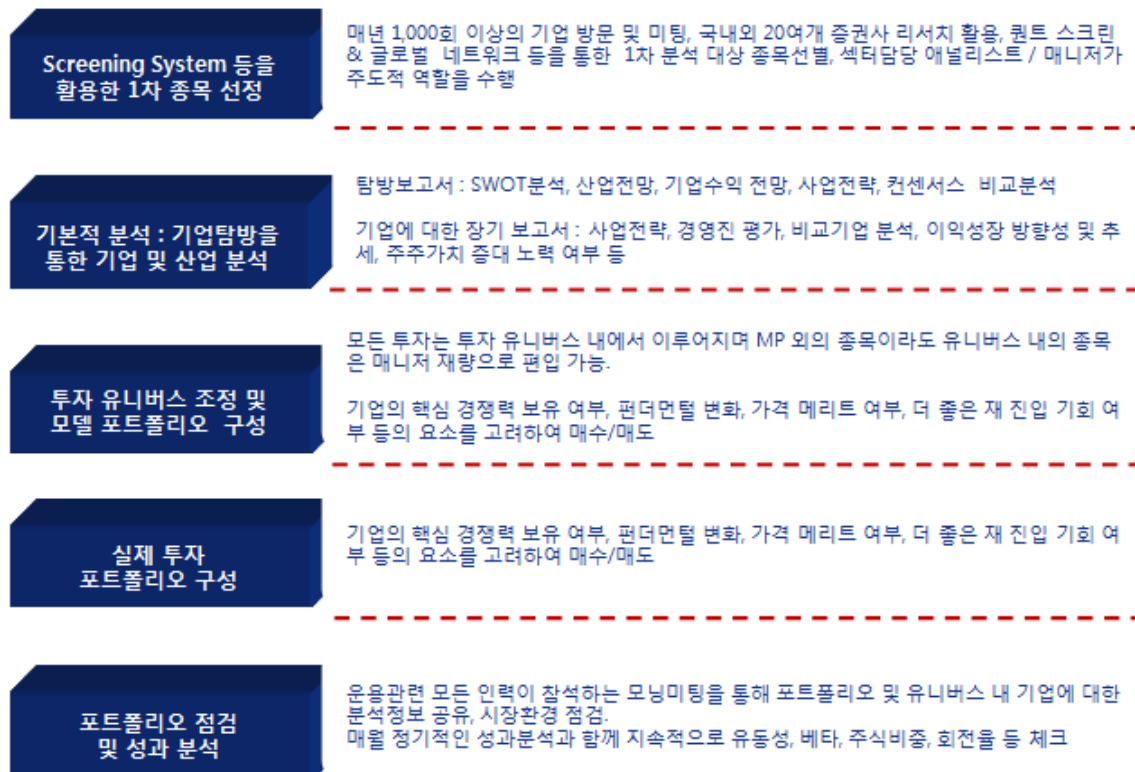 Screening System 등을
활용한 1차 종목 선정
매년 1,000회 이상의 기업 방문 및 미팅, 국내외 20여개 증권사 리서치 활용, 퀀트 스크린
& 글로벌 네트워크 등을 통한 1차 분석 대상 종목선별, 섹터담당 애널리스트 / 매니저가
주도적 역할을 수행
기본적 분석 : 기업탐방을
통한 기업 및 산업 분석
탐방보고서 : SWOT분석, 산업전망, 기업수익 전망, 사업전략, 컨센서스 비교분석
기업에 대한 장기 보고서 : 사업전략, 경영진 평가, 비교기업 분석, 이익성장 방향성 및 추
세, 주주가치 증대 노력 여부 등
투자 유니버스 조정 및
모델 포트폴리오 구성
모든 투자는 투자 유니버스 내에서 이루어지며 MP 외의 종목이라도 유니버스 내의 종목
은 매니저 재량으로 편입 가능.
기업의 핵심 경쟁력 보유 여부, 펀더먼털 변화, 가격 메리트 여부, 더 좋은 재 진입 기회 여
부 등의 요소를 고려하여 매수/매도
실제 투자
포트폴리오 구성
기업의 핵심 경쟁력 보유 여부, 펀더먼털 변화, 가격 메리트 여부, 더 좋은 재 진입 기회 여
부 등의 요소를 고려하여 매수/매도
포트폴리오 점검
및 성과 분석
운용관련 모든 인력이 참석하는 모닝미팅을 통해 포트폴리오 및 유니버스 내 기업에 대한
분석정보 공유, 시장환경 점검.
매월 정기적인 성과분석과 함께 지속적으로 유동성, 베타, 주식비중, 회전율 등 체크